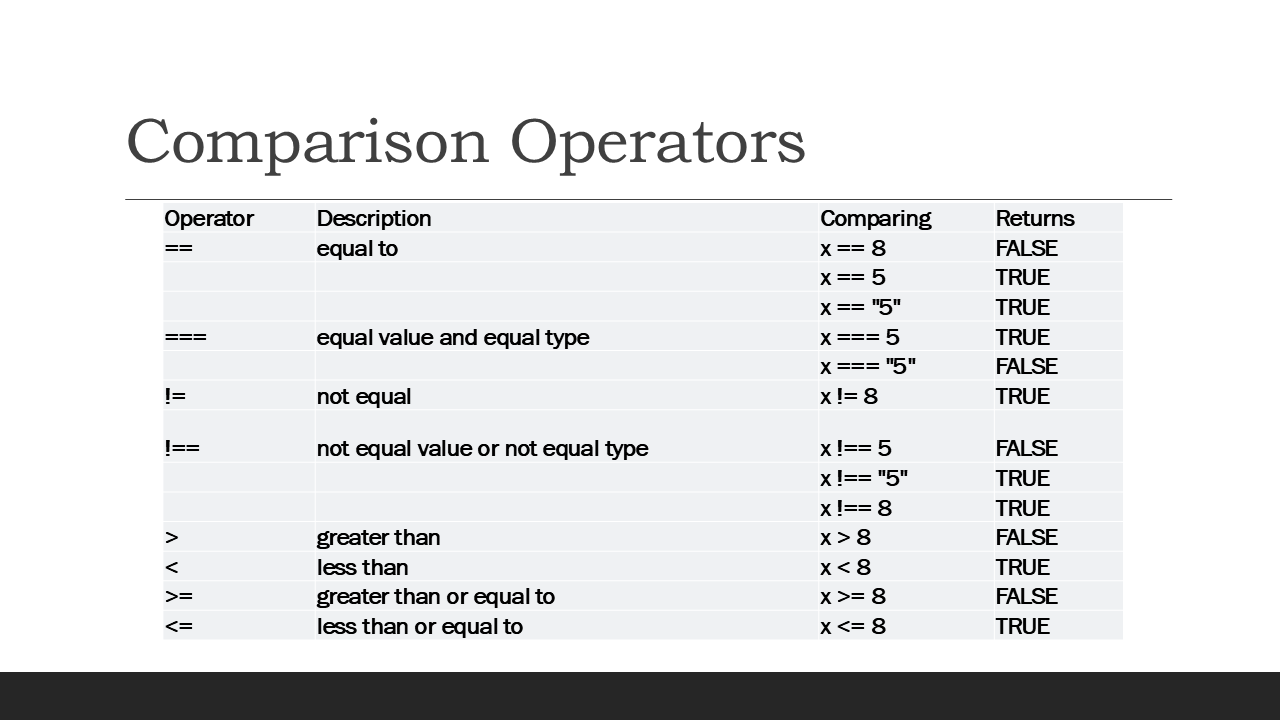 Comparison Operators
Operator Description Comparing Returns
== equal to x == 8 FALSE
x == 5 TRUE
x == "5" TRUE
=== equal value and equal type x === 5 TRUE
x === "5" FALSE
!= not equal x != 8 TRUE
!== not equal value or not equal type x !== 5 FALSE
x !== "5" TRUE
x !== 8 TRUE
> greater than x > 8 FALSE
< less than x < 8 TRUE
>= greater than or equal to x >= 8 FALSE
<= less than or equal to x <= 8 TRUE